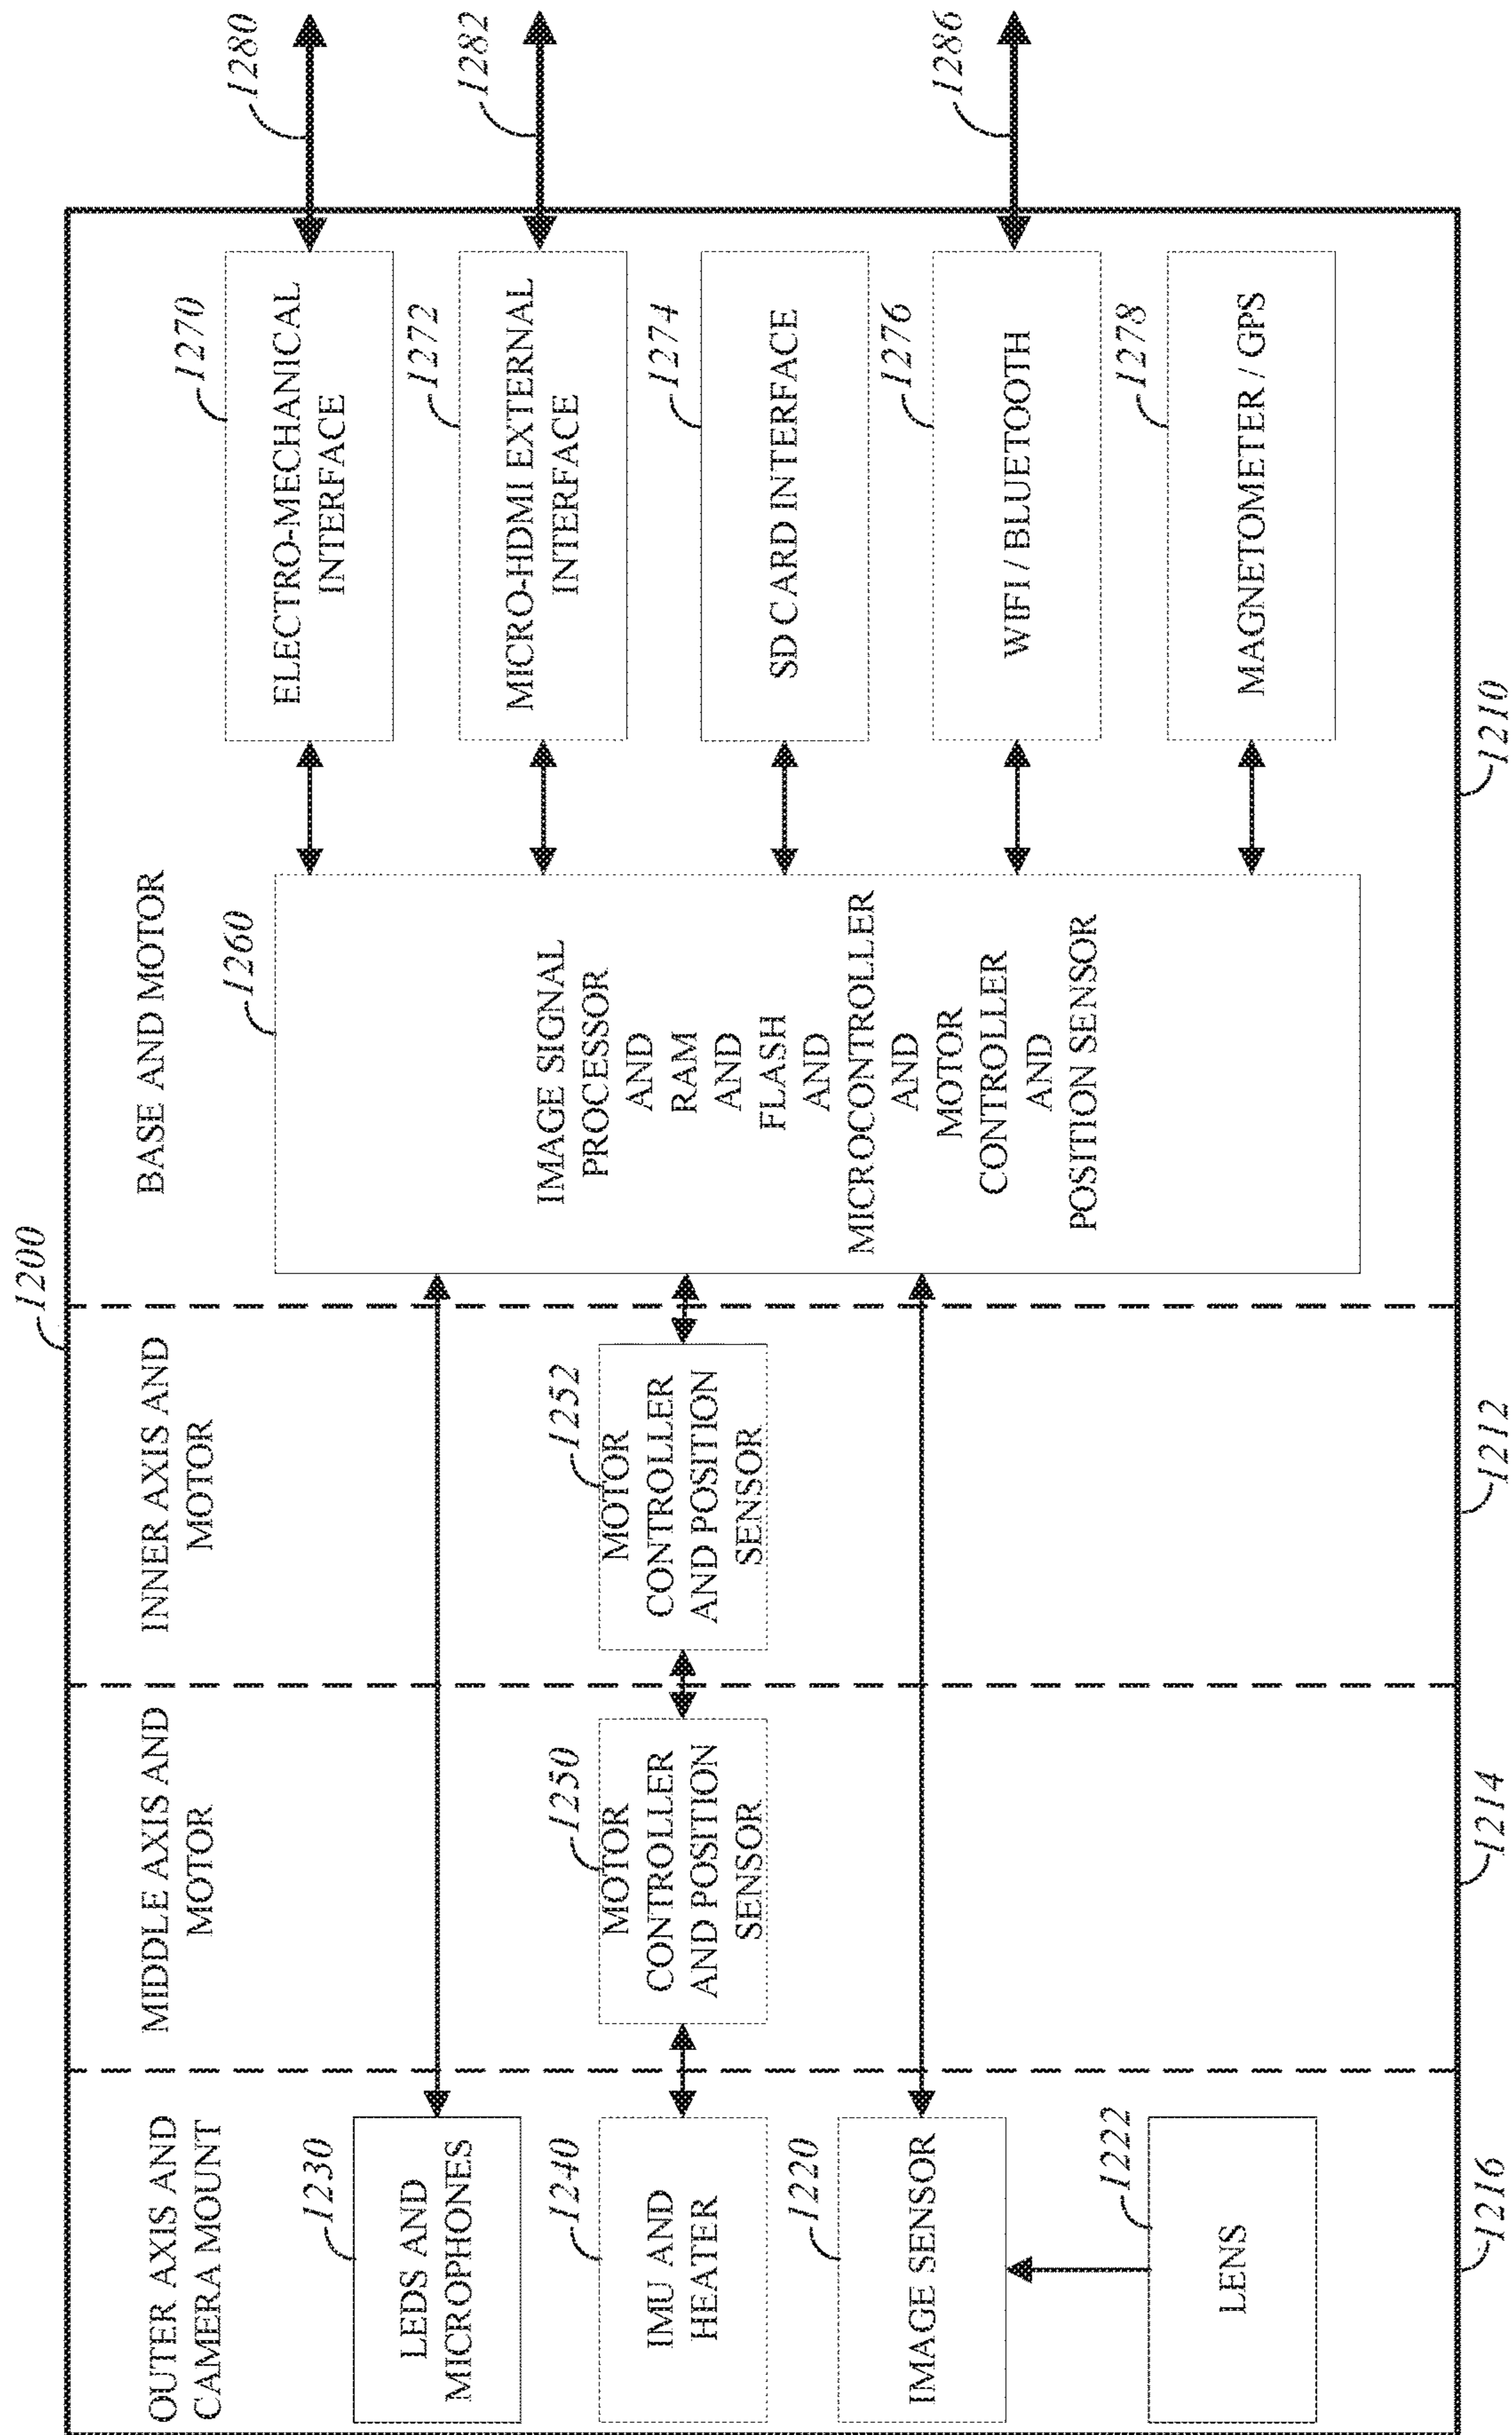 1200
OUTER AXIS AND
CAMERA MOUNT
MIDDLE AXIS AND
MOTOR
INNER AXIS AND
MOTOR
BASE AND MOTOR
1230
LEDS AND
MICROPHONES
1240
IMU AND
HEATER
1220
IMAGE SENSOR
1222
LENS
1250
MOTOR
CONTROLLER
AND POSITION
SENSOR
1252
MOTOR
CONTROLLER
AND POSITION
SENSOR
1260
IMAGE SIGNAL
PROCESSOR
AND
RAM
AND
FLASH
AND
MICROCONTROLLER
AND
MOTOR
CONTROLLER
AND
POSITION SENSOR
1270
ELECTRO-MECHANICAL
INTERFACE
1272
MICRO-HDMI EXTERNAL
INTERFACE
1274
SD CARD INTERFACE
1276
WIFI / BLUETOOTH
1278
MAGNETOMETER / GPS
1280
1282
1286
1216
1214
1212
1210